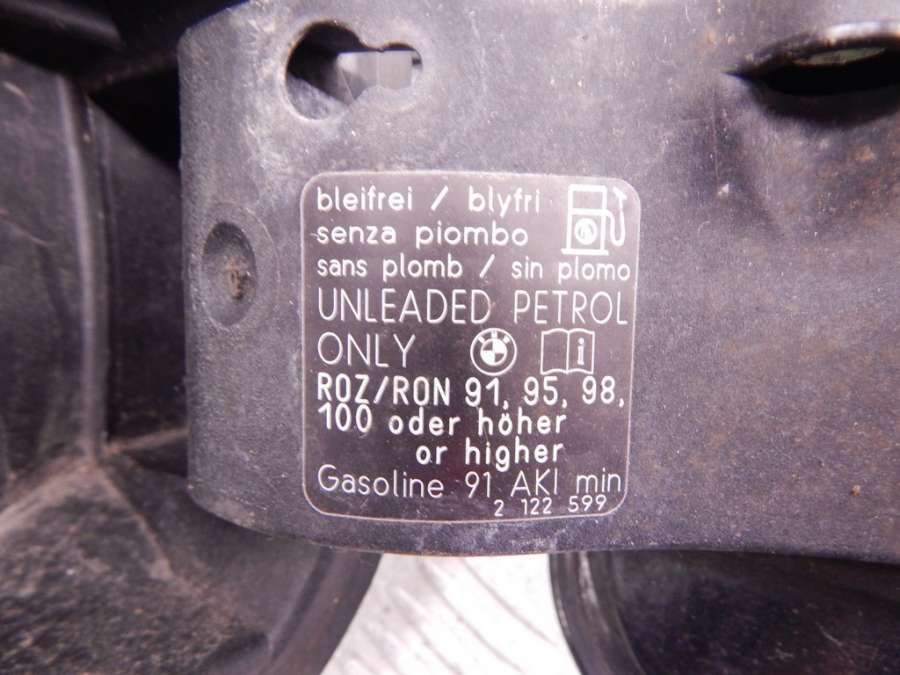 bleifrei / blyfri
senza piombo
sans plomb / sin plomo
UNLEADED PETROL
ONLY
ROZ/RON 91, 95, 98,
100 oder höher
or higher
Gasoline 91 AKI min
2 122 599